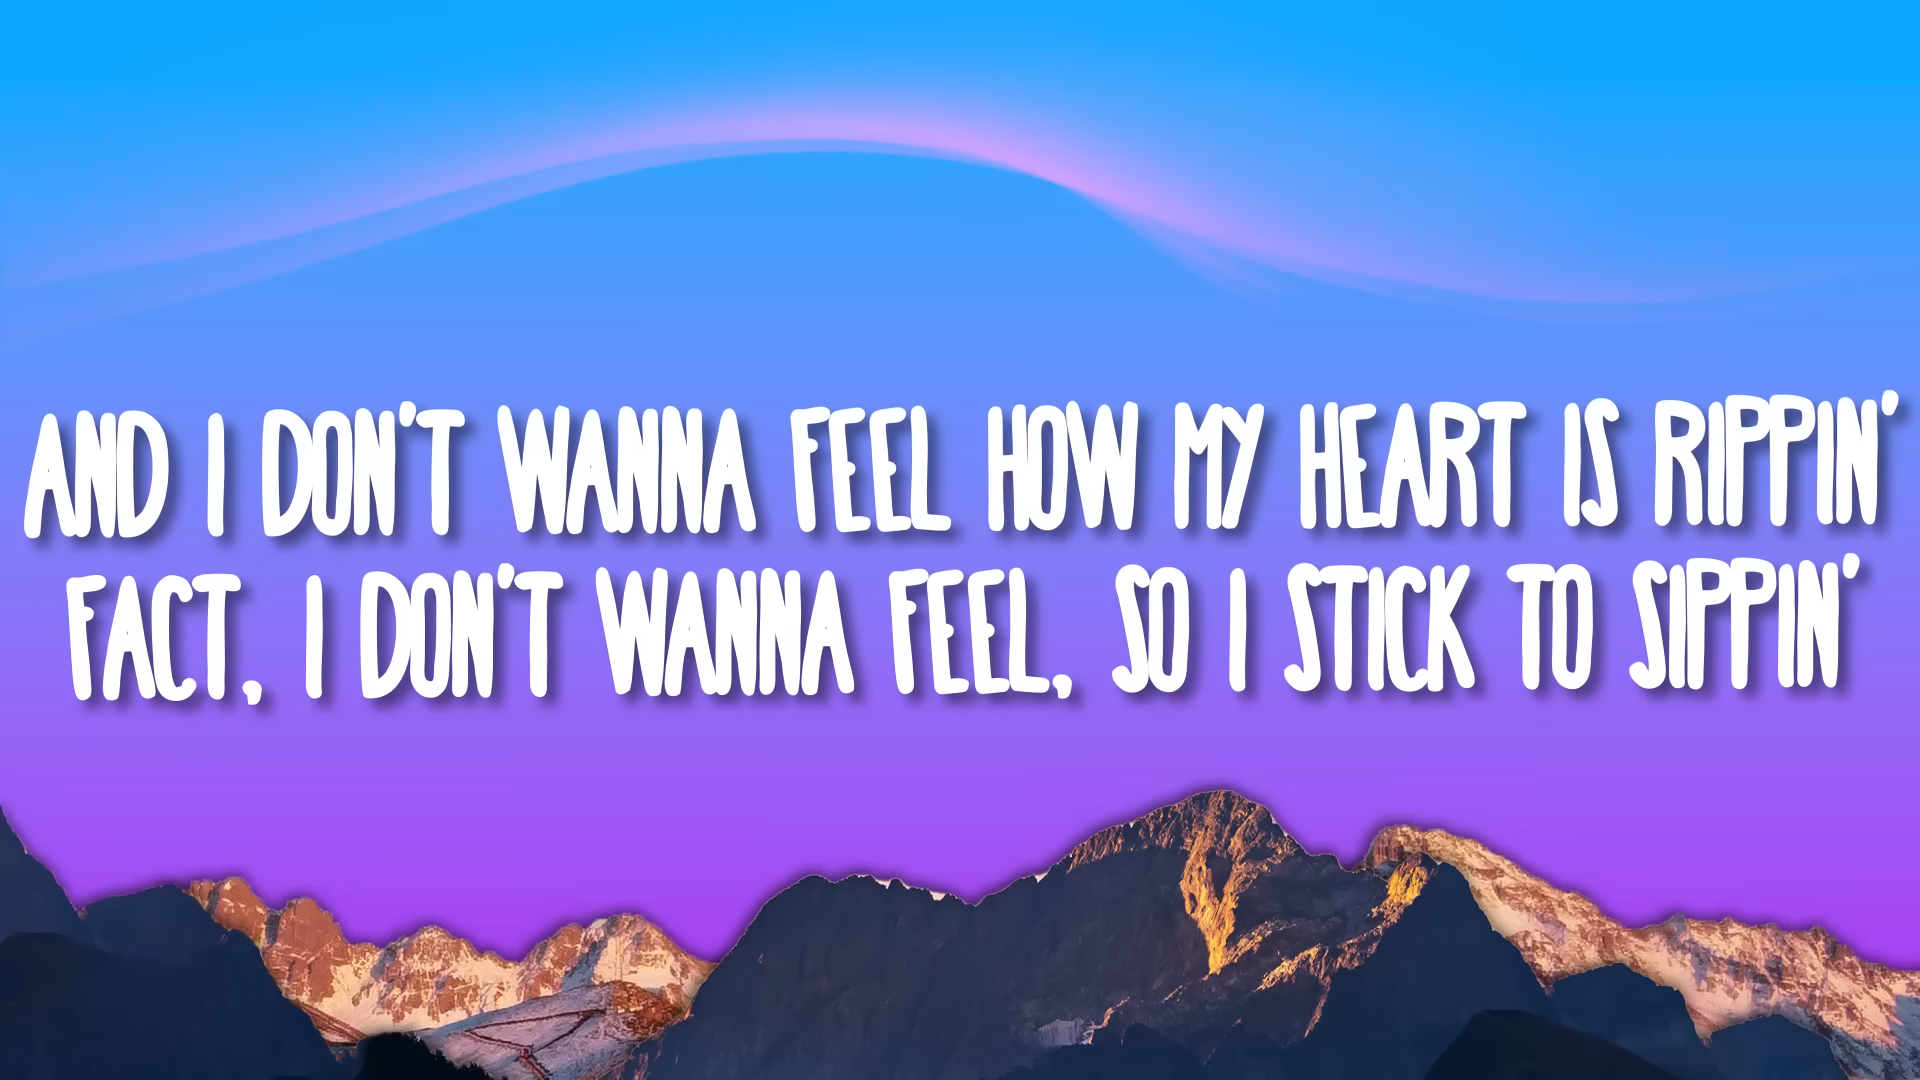 AND I DON'T WANNA FEEL HOW MY HEART IS RIPPIN'
FACT, I DON'T WANNA FEEL, SO I STICK TO SIPPIN'